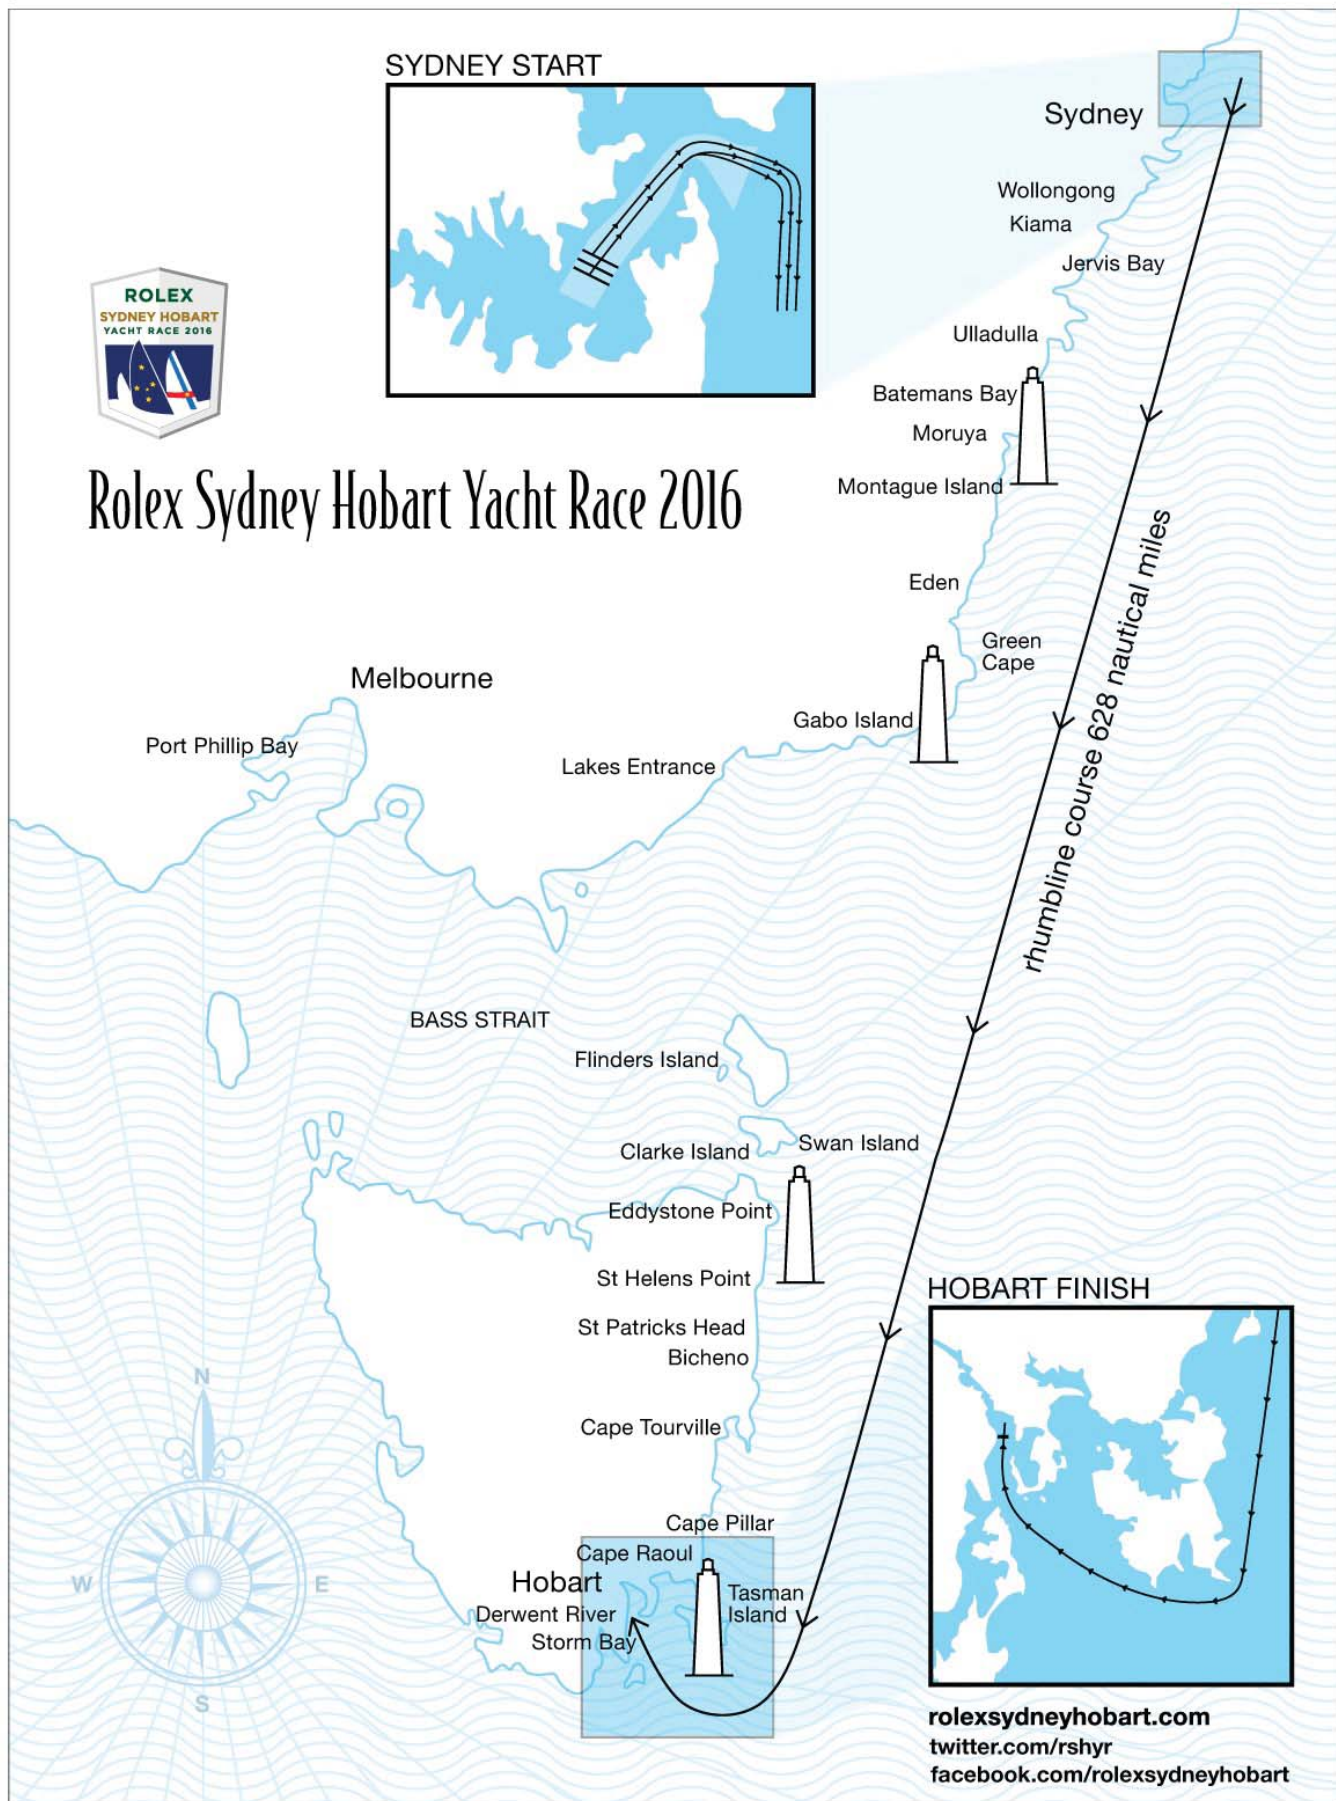 SYDNEY START
Sydney
Wollongong
Kiama
Jervis Bay
ROLEX
SYDNEY HOBART
YACHT RACE 2016
Ulladulla
Batemans Bay
Moruya
Montague Island
Rolex Sydney Hobart Yacht Race 2016
rhumbline course 628 nautical miles
Eden
Green
Cape
Melbourne
Gabo Island
Port Phillip Bay
Lakes Entrance
BASS STRAIT
Flinders Island
Clarke Island
Swan Island
Eddystone Point
St Helens Point
HOBART FINISH
St Patricks Head
Bicheno
N
Cape Tourville
Cape Pillar
Cape Raoul
W
E
Hobart
Tasman
Island
Derwent River
Storm Bay
S
rolexsydneyhobart.com
twitter.com/rshyr
facebook.com/rolexsydneyhobart